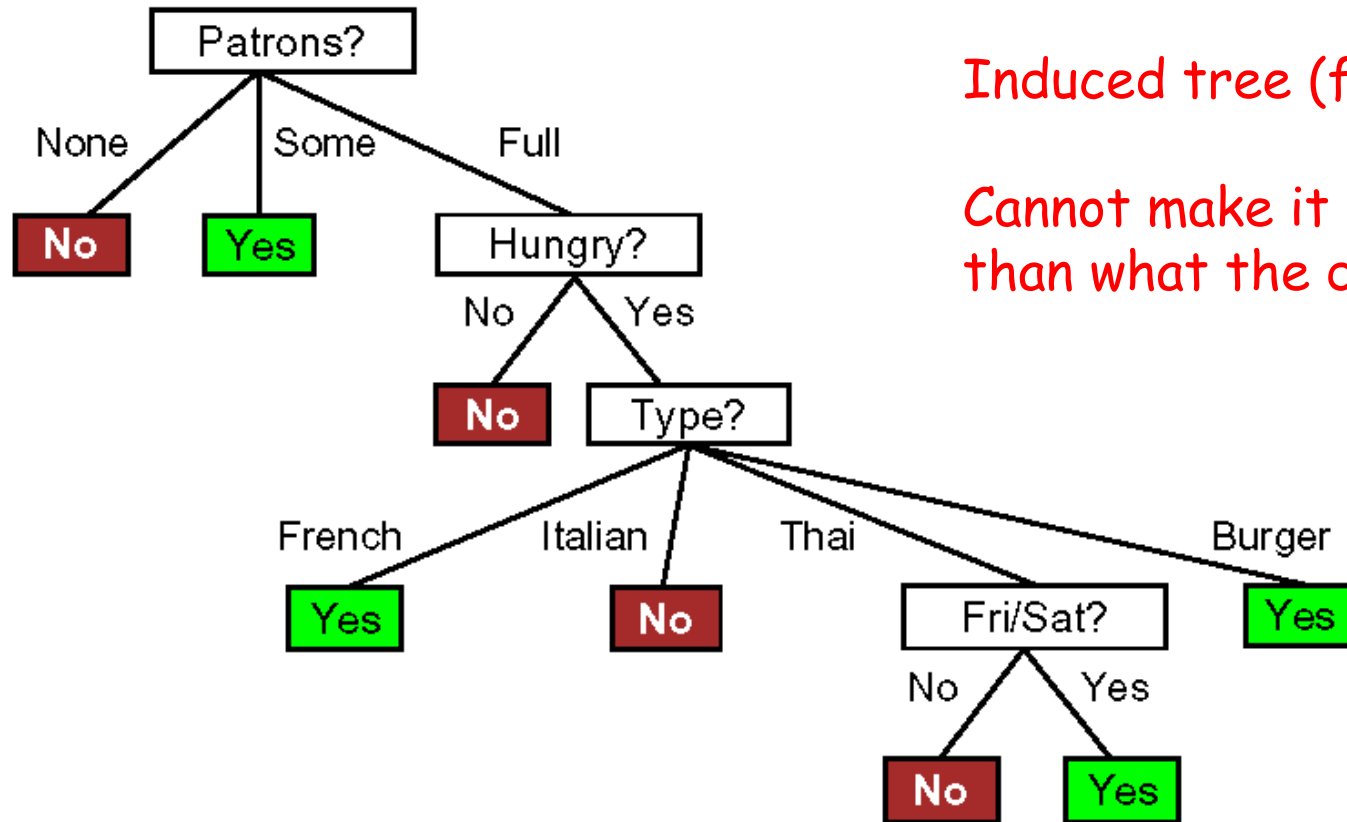 Patrons?
Induced tree (f
None Some Full
Cannot make it
No Yes Hungry?
than what the
No Yes
No Type?
French Italian Thai Burger
Yes No Fri/Sat? Yes
No Yes
No Yes